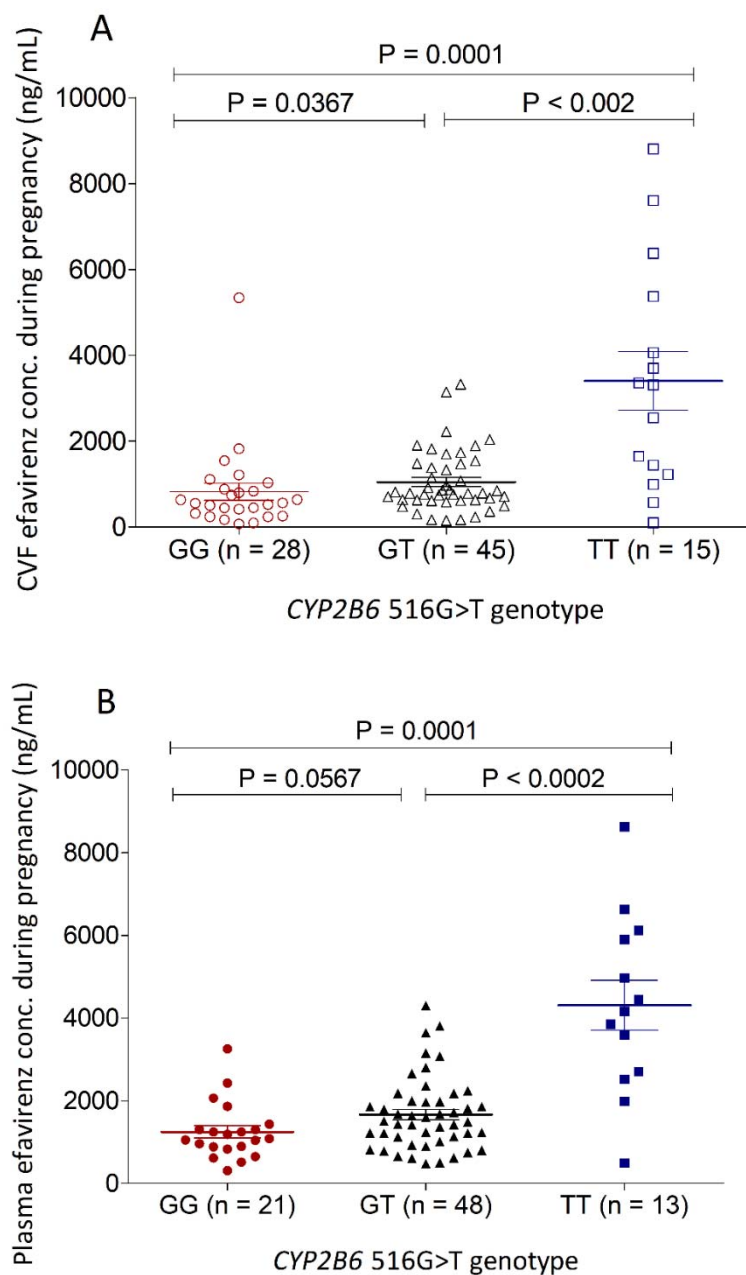 A
P = 0.0001
P = 0.0367
P < 0.002
CVF efavirenz conc. during pregnancy (ng/mL)
10000
8000
6000
4000
2000
0
GG (n = 28)
GT (n = 45)
TT (n = 15)
CYP2B6 516G>T genotype
B
P = 0.0001
P = 0.0567
P < 0.0002
Plasma efavirenz conc. during pregnancy (ng/mL)
10000
8000
6000
4000
2000
0
GG (n = 21)
GT (n = 48)
TT (n = 13)
CYP2B6 516G>T genotype